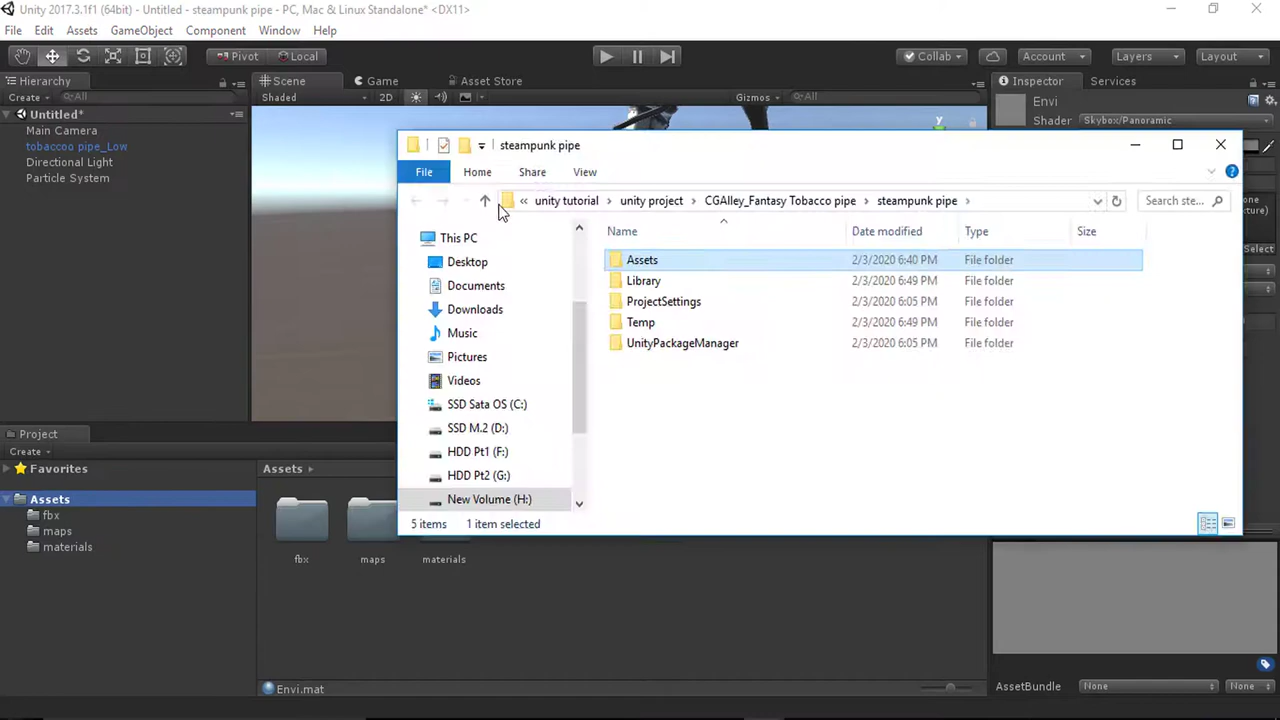 Unity 2017.3.1f1 (64bit) - Untitled - steampunk pipe - PC, Mac & Linux Standalone* <DX11>
File Edit Assets GameObject Component Window Help
Pivot Local Collab Account Layers Layout
Hierarchy Scene Game Asset Store Inspector Services
Create All Shaded 2D Gizmos All Envi
Shader Skybox/Panoramic
Untitled*
Main Camera
tobaccoo pipe_Low
Directional Light
Particle System
y
steampunk pipe
File Home Share View
« unity tutorial > unity project > CGAlley_Fantasy Tobacco pipe > steampunk pipe > Search ste...
Name Date modified Type Size
This PC
Desktop
Documents
Downloads
Music
Pictures
Videos
SSD Sata OS (C:)
SSD M.2 (D:)
HDD Pt1 (F:)
HDD Pt2 (G:)
New Volume (H:)
Assets 2/3/2020 6:40 PM File folder
Library 2/3/2020 6:49 PM File folder
ProjectSettings 2/3/2020 6:05 PM File folder
Temp 2/3/2020 6:49 PM File folder
UnityPackageManager 2/3/2020 6:05 PM File folder
5 items 1 item selected
Select
Project
Create
Favorites
Assets
fbx
maps
materials
Assets
fbx maps materials
Envi.mat
AssetBundle None None